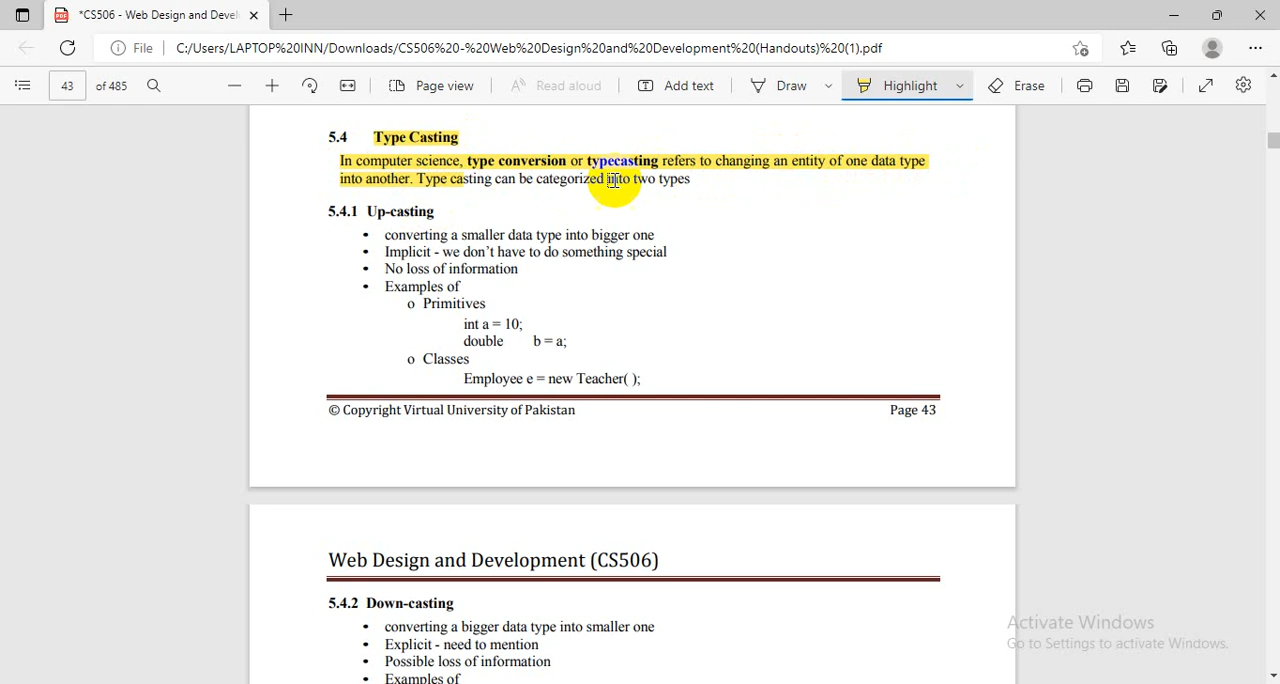 *CS506 - Web Design and Devel
File
C:/Users/LAPTOP%20INN/Downloads/CS506%20-%20Web%20Design%20and%20Development%20(Handouts)%20(1).pdf
43 of 485
Page view
Read aloud
Add text
Draw
Highlight
Erase
5.4 Type Casting
In computer science, type conversion or typecasting refers to changing an entity of one data type
into another. Type casting can be categorized into two types
5.4.1 Up-casting
• converting a smaller data type into bigger one
• Implicit - we don't have to do something special
• No loss of information
• Examples of
o Primitives
int a = 10;
double b = a;
o Classes
Employee e = new Teacher( );
© Copyright Virtual University of Pakistan Page 43
Web Design and Development (CS506)
5.4.2 Down-casting
• converting a bigger data type into smaller one
• Explicit - need to mention
• Possible loss of information
• Examples of
Activate Windows
Go to Settings to activate Windows.